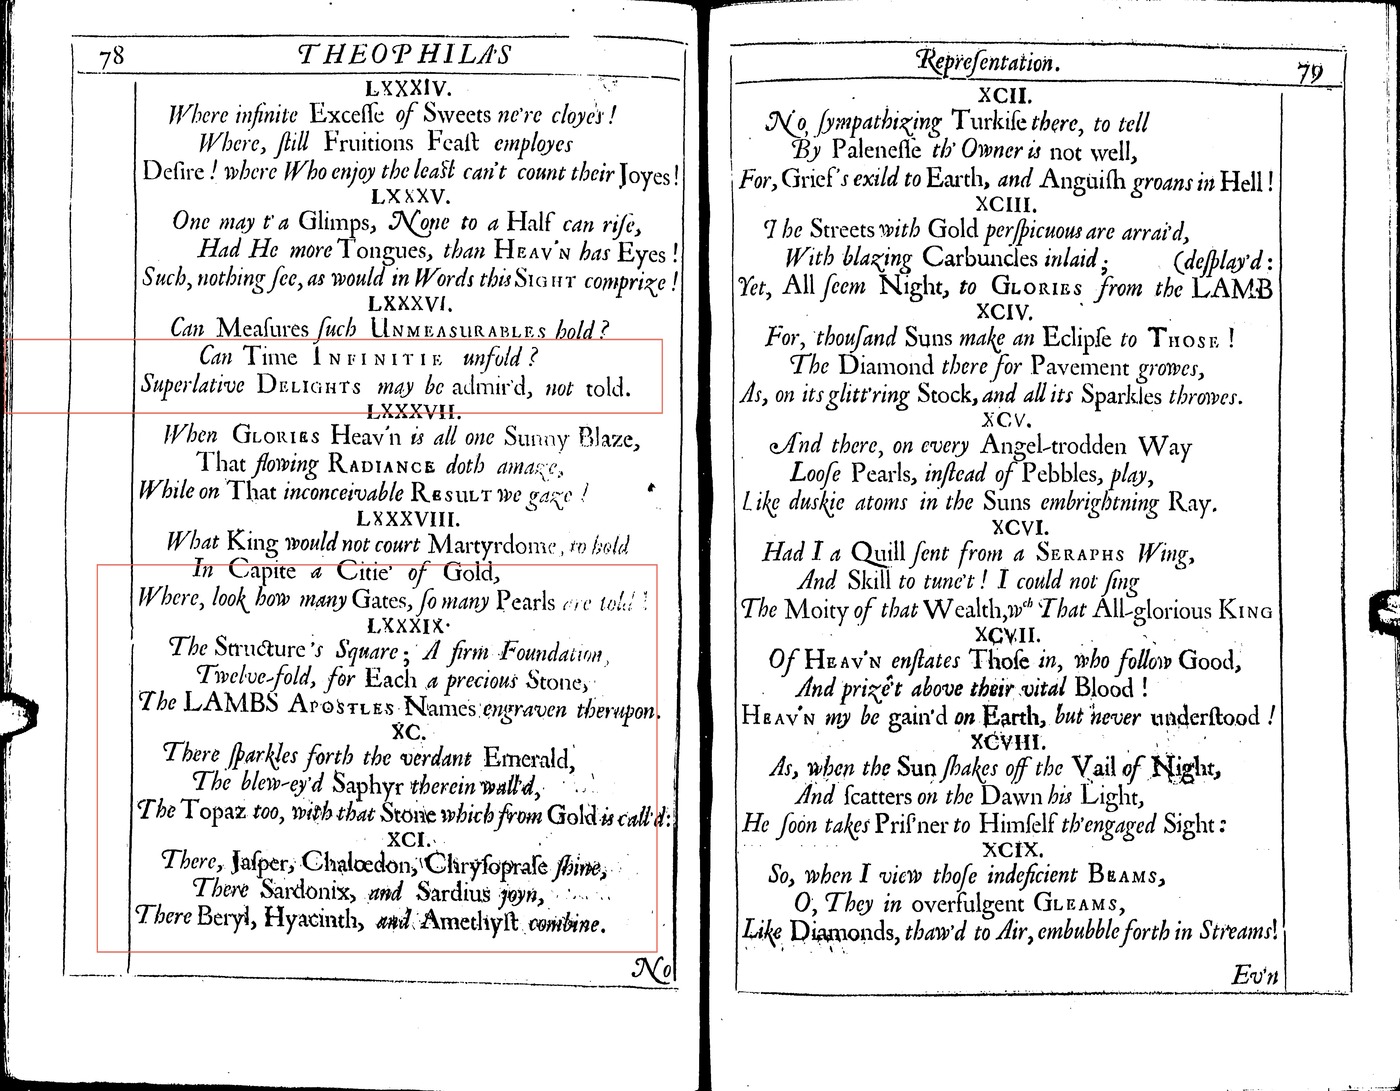 78 THEOPHILA'S
LXXXIV.
Where infinite Excesse of Sweets ne're cloyes!
Where, still Fruitions Feast employes
Desire! where Who enjoy the least can't count their Joyes!
LXXXV.
One may t'a Glimps, None to a Half can rise,
Had He more Tongues, than HEAV'N has Eyes!
Such, nothing see, as would in Words this SIGHT comprize!
LXXXVI.
Can Measures such UNMEASURABLES hold?
Can Time INFINITIE unfold?
Superlative DELIGHTS may be admir'd, not told.
LXXXVII.
When GLORIES Heav'n is all one Sunny Blaze,
That flowing RADIANCE doth amaze,
While on That inconceivable RESULT we gaze!
LXXXVIII.
What King would not court Martyrdome, to hold
In Capite a Citie' of Gold,
Where, look how many Gates, so many Pearls are told!
LXXXIX.
The Structure's Square; A firm Foundation,
Twelve-fold, for Each a precious Stone,
The LAMBS APOSTLES Names engraven therupon.
XC.
There sparkles forth the verdant Emerald,
The blew-ey'd Saphyr therein wall'd,
The Topaz too, with that Stone which from Gold is call'd:
XCI.
There, Jasper, Chalcedon, Chrysoprase shine,
There Sardonix, and Sardius joyn,
There Beryl, Hyacinth, and Amethyst combine.
No
Representation. 79
XCII.
No, sympathizing Turkise there, to tell
By Palenesse th' Owner is not well,
For, Grief's exild to Earth, and Anguish groans in Hell!
XCIII.
The Streets with Gold perspicuous are arrai'd,
With blazing Carbuncles inlaid; (desplay'd:
Yet, All seem Night, to GLORIES from the LAMB
XCIV.
For, thousand Suns make an Eclipse to THOSE!
The Diamond there for Pavement growes,
As, on its glitt'ring Stock, and all its Sparkles throwes.
XCV.
And there, on every Angel-trodden Way
Loose Pearls, instead of Pebbles, play,
Like duskie atoms in the Suns embrightning Ray.
XCVI.
Had I a Quill sent from a SERAPHS Wing,
And Skill to tune't! I could not sing
The Moity of that Wealth, wch That All-glorious KING
XCVII.
Of HEAV'N enstates Those in, who follow Good,
And prize't above their vital Blood!
HEAV'N my be gain'd on Earth, but never understood!
XCVIII.
As, when the Sun shakes off the Vail of Night,
And scatters on the Dawn his Light,
He soon takes Pris'ner to Himself th'engaged Sight:
XCIX.
So, when I view those indeficient BEAMS,
O, They in overfulgent GLEAMS,
Like Diamonds, thaw'd to Air, embubble forth in Streams!
Ev'n